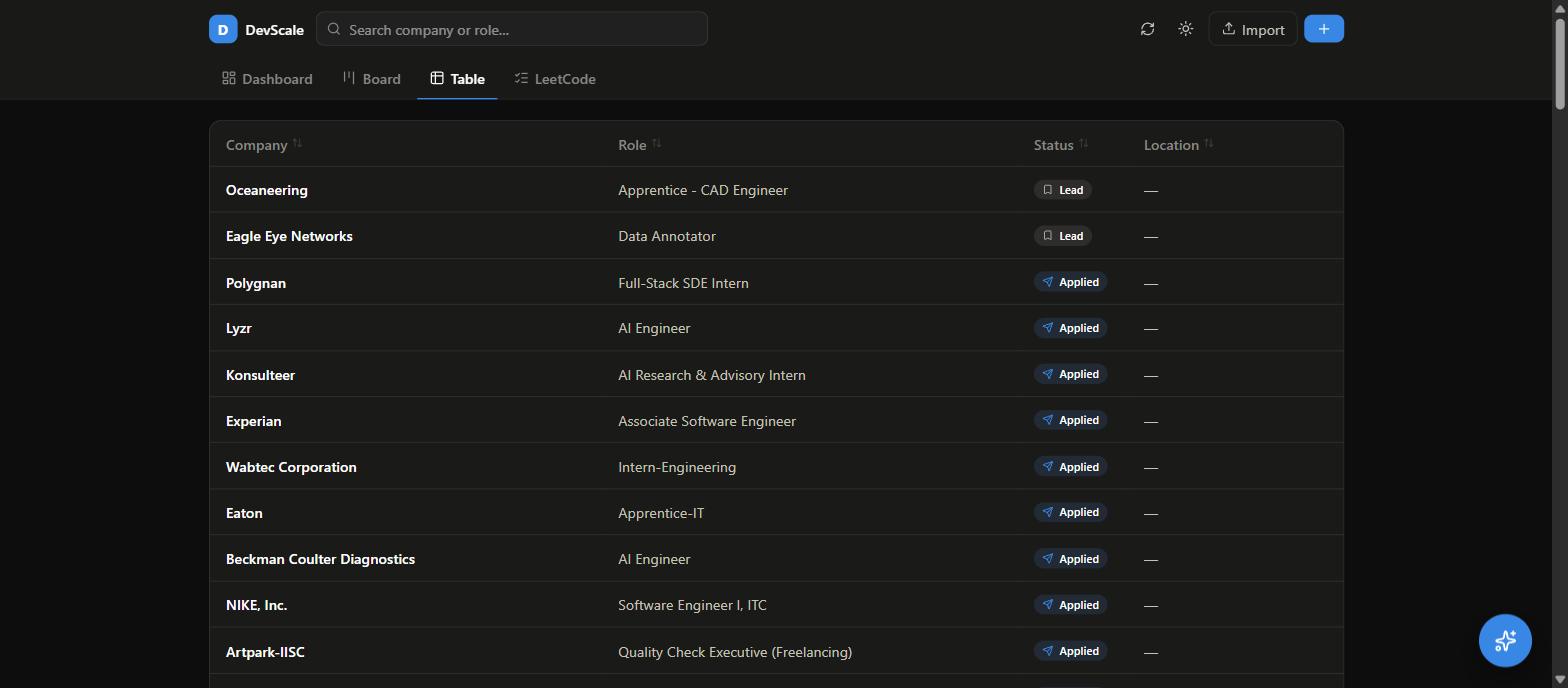 D DevScale Search company or role... Import +
Dashboard Board Table LeetCode
Company Role Status Location
Oceaneering Apprentice - CAD Engineer Lead —
Eagle Eye Networks Data Annotator Lead —
Polygnan Full-Stack SDE Intern Applied —
Lyzr AI Engineer Applied —
Konsulteer AI Research & Advisory Intern Applied —
Experian Associate Software Engineer Applied —
Wabtec Corporation Intern-Engineering Applied —
Eaton Apprentice-IT Applied —
Beckman Coulter Diagnostics AI Engineer Applied —
NIKE, Inc. Software Engineer I, ITC Applied —
Artpark-IISC Quality Check Executive (Freelancing) Applied —